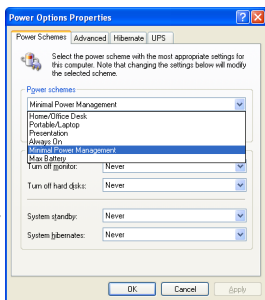 Power Options Properties
Power Schemes Advanced Hibernate UPS
Select the power scheme with the most appropriate settings for
this computer. Note that changing the settings below will modify
the selected scheme.
Power schemes
Minimal Power Management
Home/Office Desk
Portable/Laptop
Presentation
Always On
Minimal Power Management
Max Battery
Turn off monitor: Never
Turn off hard disks: Never
System standby: Never
System hibernates: Never
OK Cancel Apply